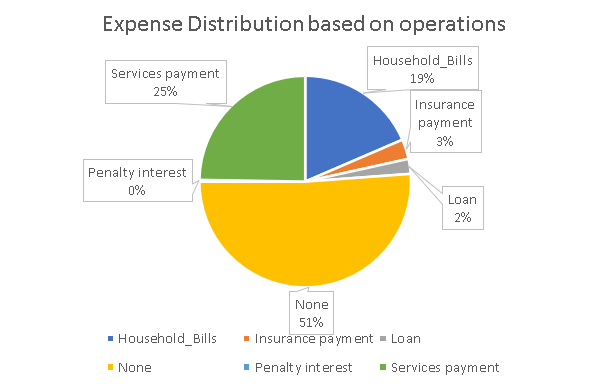 Expense Distribution based on operations
Household_Bills
19%
Services payment
25%
Insurance
payment
3%
Penalty interest
0%
Loan
2%
None
51%
Household_Bills Insurance payment Loan
None Penalty interest Services payment